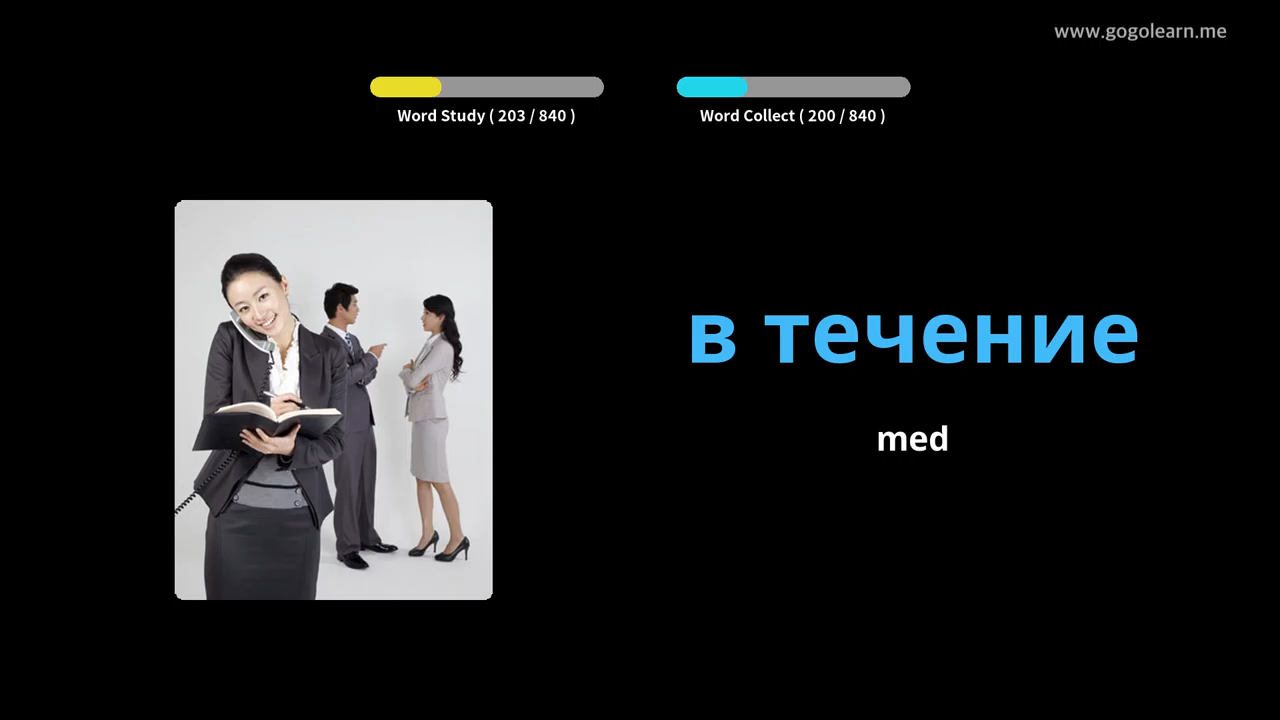 www.gogolearn.me
Word Study ( 203 / 840 )
Word Collect ( 200 / 840 )
в течение
med